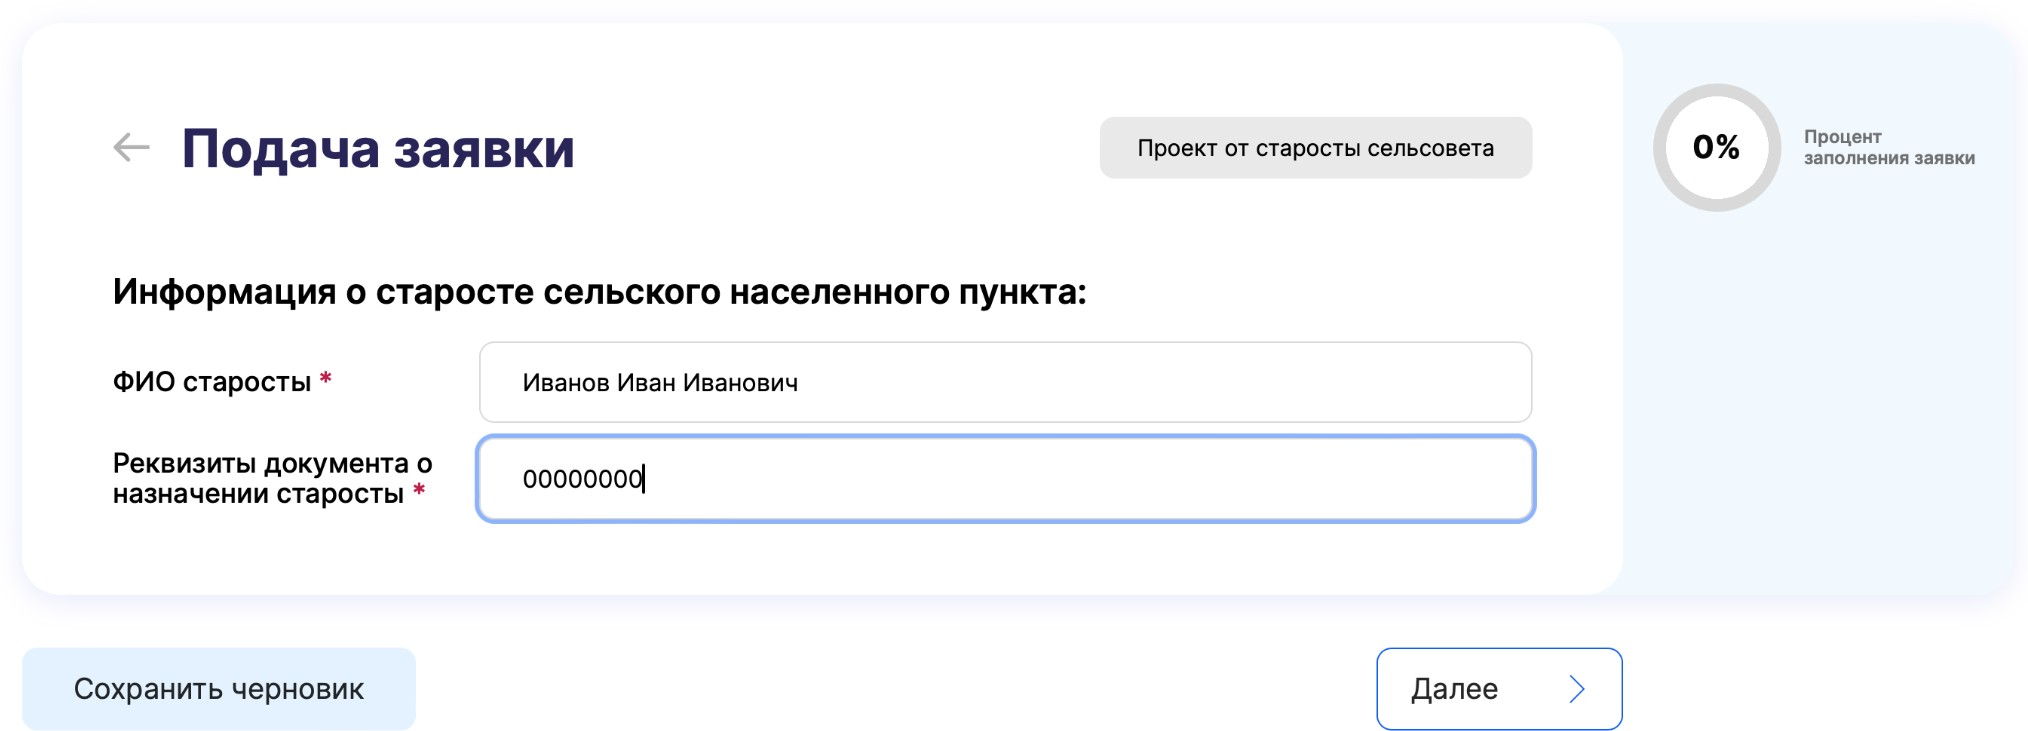 Подача заявки
Проект от старосты сельсовета
0%
Процент
заполнения заявки
Информация о старосте сельского населенного пункта:
ФИО старосты *
Иванов Иван Иванович
Реквизиты документа о
назначении старосты *
00000000
Сохранить черновик
Далее